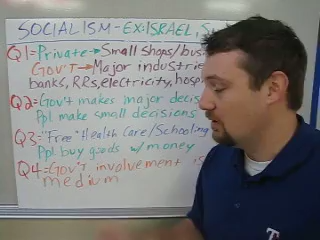 SOCIALISM-EX:ISRAEL, S
Q1=Private→Small shops/bus
Gov'T→Major industrie
banks, RRs, electricity, hosp
Q2=Gov't makes major decis
Ppl make small decisions
Q3="Free" Health Care/Schooling
Ppl buy goods w/ money
Q4=Gov'T involvement is
medium